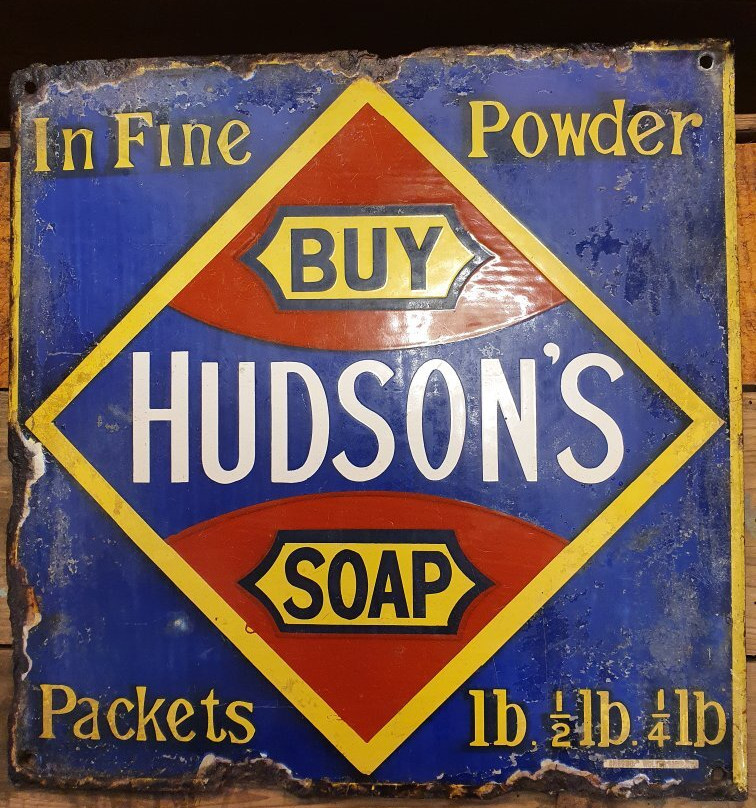 In Fine Powder
BUY
HUDSON'S
SOAP
Packets lb. ½lb. ¼lb